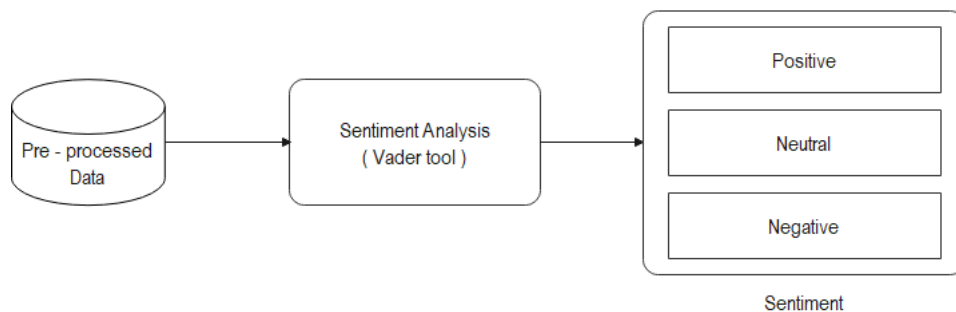 Pre - processed
Data
Sentiment Analysis
( Vader tool )
Positive
Neutral
Negative
Sentiment